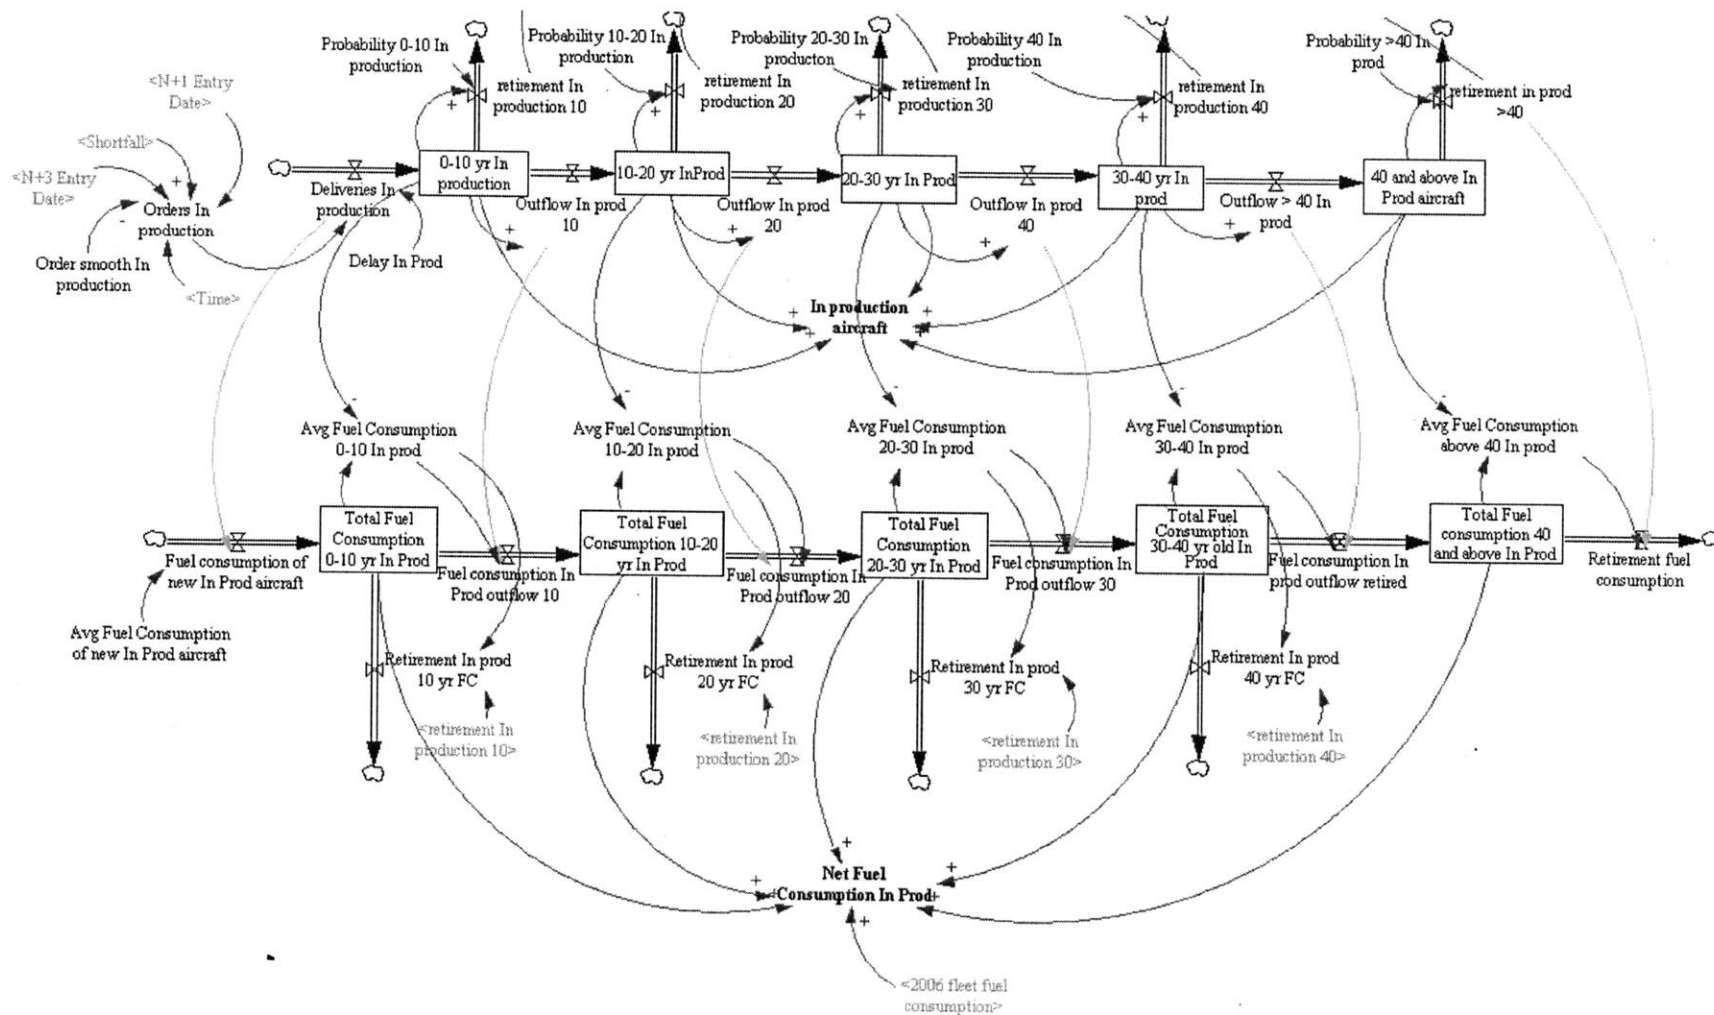 Probability 0-10 In
production
Probability 10-20 In
production
Probability 20-30 In
producton
Probability 40 In
production
Probability >40 In
prod
<N+1 Entry
Date>
retirement In
production 10
retirement In
production 20
retirement In
production 30
retirement In
production 40
retirement in prod
>40
<Shortfall>
<N+3 Entry
Date>
Orders In
production
Order smooth In
production
<Time>
Deliveries In
production
Delay In Prod
0-10 yr In
production
10-20 yr InProd
20-30 yr In Prod
30-40 yr In
prod
40 and above In
Prod aircraft
Outflow In prod
10
Outflow In prod
20
Outflow In prod
40
Outflow > 40 In
prod
In production
aircraft
Avg Fuel Consumption
0-10 In prod
Avg Fuel Consumption
10-20 In prod
Avg Fuel Consumption
20-30 In prod
Avg Fuel Consumption
30-40 In prod
Avg Fuel Consumption
above 40 In prod
Total Fuel
Consumption
0-10 yr In Prod
Total Fuel
Consumption 10-20
yr In Prod
Total Fuel
Consumption
20-30 yr In Prod
Total Fuel
Consumption
30-40 yr old In
Prod
Total Fuel
consumption 40
and above In Prod
Fuel consumption of
new In Prod aircraft
Fuel consumption In
Prod outflow 10
Fuel consumption In
Prod outflow 20
Fuel consumption In
Prod outflow 30
Fuel consumption In
prod outflow retired
Retirement fuel
consumption
Avg Fuel Consumption
of new In Prod aircraft
Retirement In prod
10 yr FC
Retirement In prod
20 yr FC
Retirement In prod
30 yr FC
Retirement In prod
40 yr FC
<retirement In
production 10>
<retirement In
production 20>
<retirement In
production 30>
<retirement In
production 40>
Net Fuel
Consumption In Prod
<2006 fleet fuel
consumption>